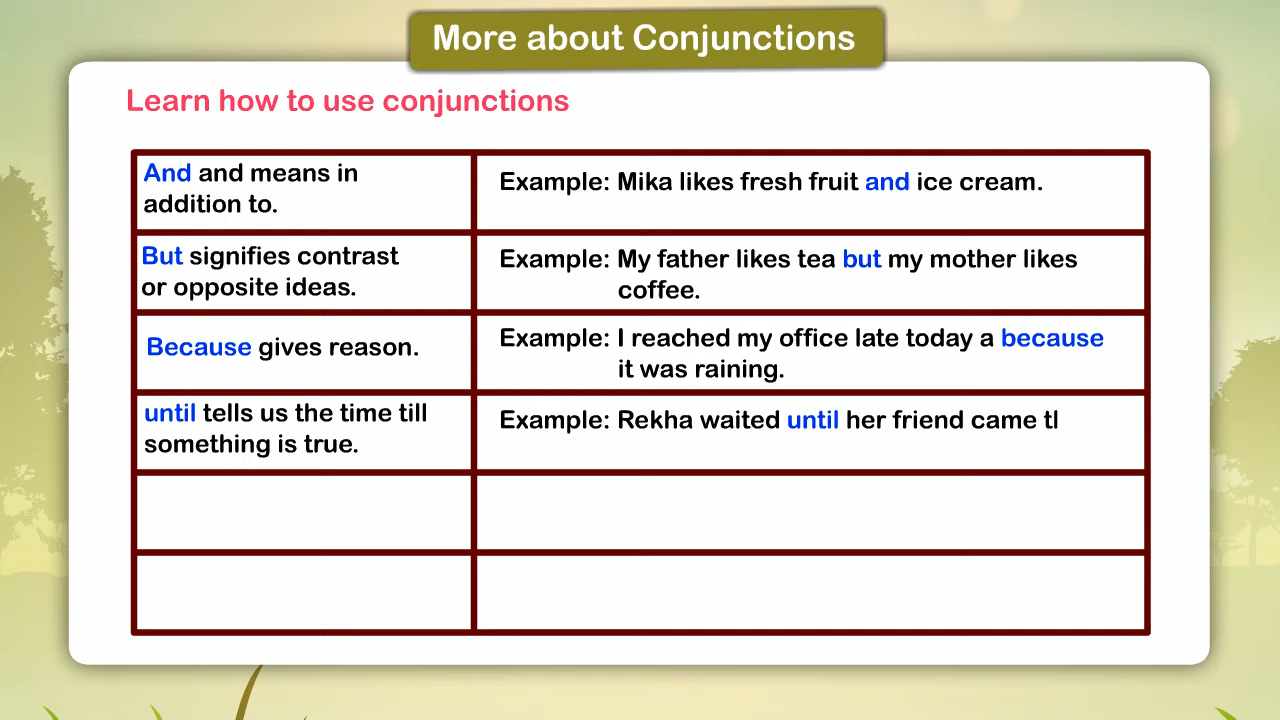 More about Conjunctions
Learn how to use conjunctions
And and means in
addition to.
Example: Mika likes fresh fruit and ice cream.
But signifies contrast
or opposite ideas.
Example: My father likes tea but my mother likes
coffee.
Because gives reason.
Example: I reached my office late today a because
it was raining.
until tells us the time till
something is true.
Example: Rekha waited until her friend came